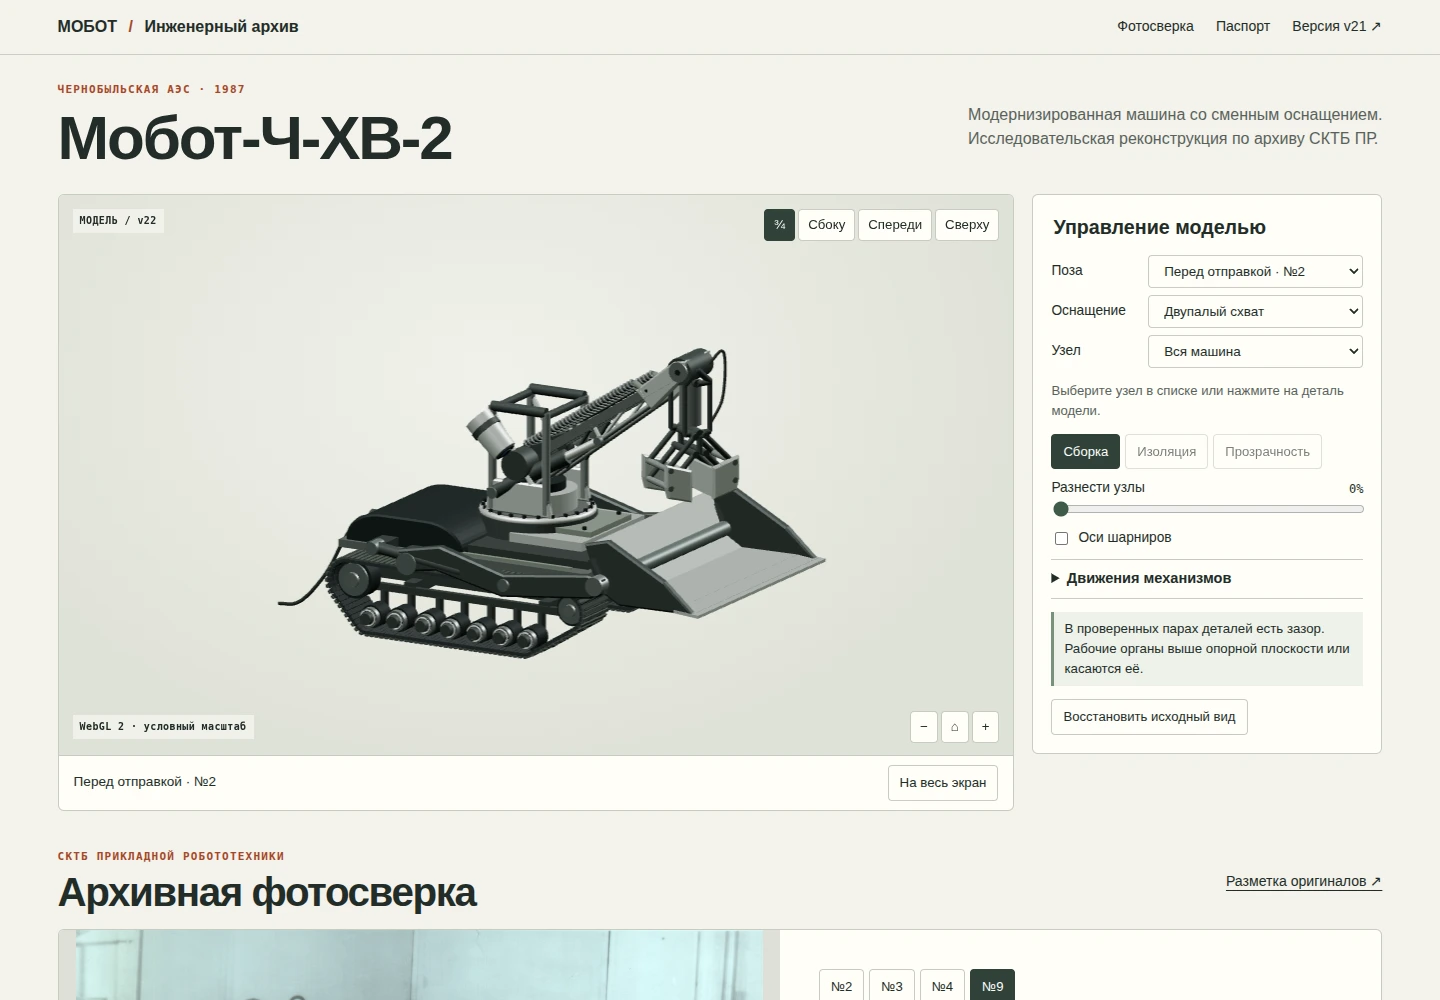 МОБОТ / Инженерный архив
Фотосверка Паспорт Версия v21 ↗
ЧЕРНОБЫЛЬСКАЯ АЭС · 1987
Мобот-Ч-ХВ-2
Модернизированная машина со сменным оснащением.
Исследовательская реконструкция по архиву СКТБ ПР.
МОДЕЛЬ / v22
¾ Сбоку Спереди Сверху
WebGL 2 · условный масштаб
− ⌂ +
Перед отправкой · №2
На весь экран
Управление моделью
Поза Перед отправкой · №2
Оснащение Двупалый схват
Узел Вся машина
Выберите узел в списке или нажмите на деталь
модели.
Сборка Изоляция Прозрачность
Разнести узлы 0%
Оси шарниров
Движения механизмов
В проверенных парах деталей есть зазор.
Рабочие органы выше опорной плоскости или
касаются её.
Восстановить исходный вид
СКТБ ПРИКЛАДНОЙ РОБОТОТЕХНИКИ
Архивная фотосверка
Разметка оригиналов ↗
№2 №3 №4 №9